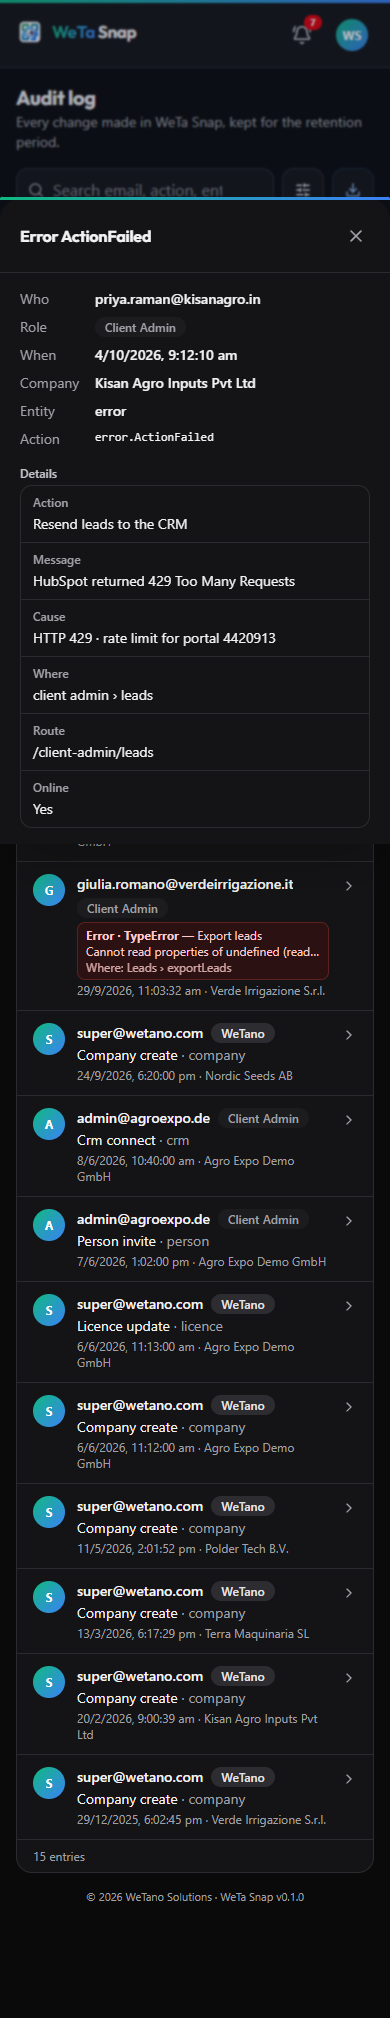 WeTa Snap
7
WS
Audit log
Every change made in WeTa Snap, kept for the retention
period.
Search email, action, enti
Error ActionFailed
Who priya.raman@kisanagro.in
Role Client Admin
When 4/10/2026, 9:12:10 am
Company Kisan Agro Inputs Pvt Ltd
Entity error
Action error.ActionFailed
Details
Action
Resend leads to the CRM
Message
HubSpot returned 429 Too Many Requests
Cause
HTTP 429 · rate limit for portal 4420913
Where
client admin › leads
Route
/client-admin/leads
Online
Yes
GmbH
G giulia.romano@verdeirrigazione.it
Client Admin
Error · TypeError — Export leads
Cannot read properties of undefined (read...
Where: Leads › exportLeads
29/9/2026, 11:03:32 am · Verde Irrigazione S.r.l.
S super@wetano.com WeTano
Company create · company
24/9/2026, 6:20:00 pm · Nordic Seeds AB
A admin@agroexpo.de Client Admin
Crm connect · crm
8/6/2026, 10:40:00 am · Agro Expo Demo
GmbH
A admin@agroexpo.de Client Admin
Person invite · person
7/6/2026, 1:02:00 pm · Agro Expo Demo GmbH
S super@wetano.com WeTano
Licence update · licence
6/6/2026, 11:13:00 am · Agro Expo Demo
GmbH
S super@wetano.com WeTano
Company create · company
6/6/2026, 11:12:00 am · Agro Expo Demo
GmbH
S super@wetano.com WeTano
Company create · company
11/5/2026, 2:01:52 pm · Polder Tech B.V.
S super@wetano.com WeTano
Company create · company
13/3/2026, 6:17:29 pm · Terra Maquinaria SL
S super@wetano.com WeTano
Company create · company
20/2/2026, 9:00:39 am · Kisan Agro Inputs Pvt
Ltd
S super@wetano.com WeTano
Company create · company
29/12/2025, 6:02:45 pm · Verde Irrigazione S.r.l.
15 entries
© 2026 WeTano Solutions · WeTa Snap v0.1.0